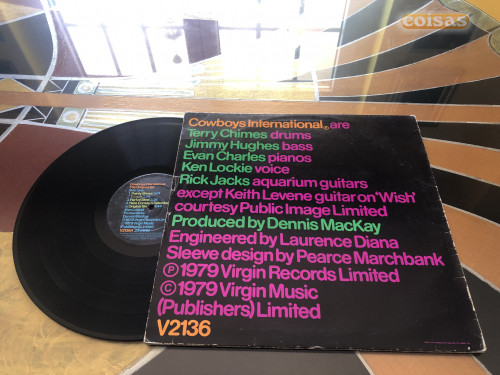 coisas
Cowboys International, are
Terry Chimes drums
Jimmy Hughes bass
Evan Charles pianos
Ken Lockie voice
Rick Jacks aquarium guitars
except Keith Levene guitar on 'Wish'
courtesy Public Image Limited
Produced by Dennis MacKay
Engineered by Laurence Diana
Sleeve design by Pearce Marchbank
Ⓟ 1979 Virgin Records Limited
© 1979 Virgin Music
(Publishers) Limited
V2136
Cowboys International